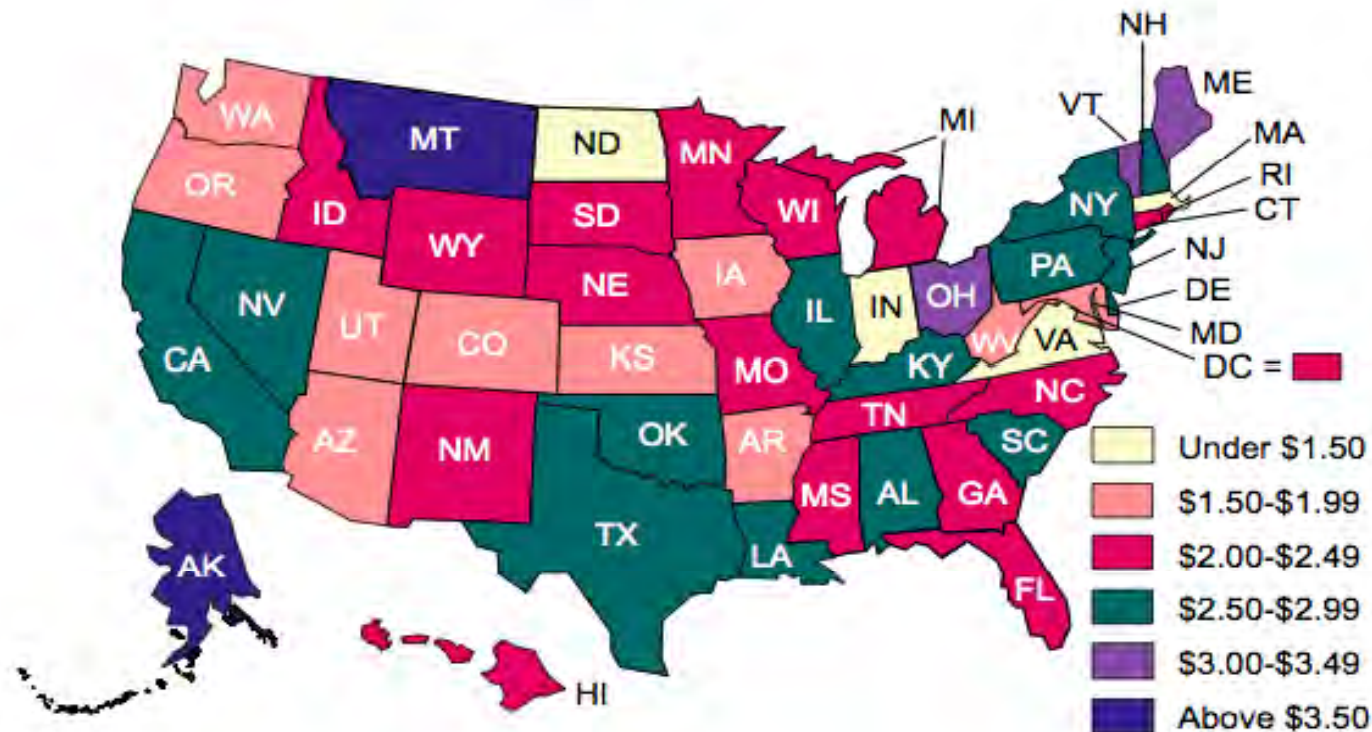 NH
ME
WA
VT
MI
MA
MT
ND
MN
RI
OR
CT
ID
SD
WI
NY
WY
NJ
PA
IA
NE
DE
NV
OH
IL
IN
UT
MD
CO
WV
VA
CA
KS
MO
KY
DC =
NC
TN
AZ
OK
NM
AR
SC
Under $1.50
MS
AL
GA
$1.50-$1.99
TX
LA
$2.00-$2.49
AK
FL
$2.50-$2.99
$3.00-$3.49
HI
Above $3.50